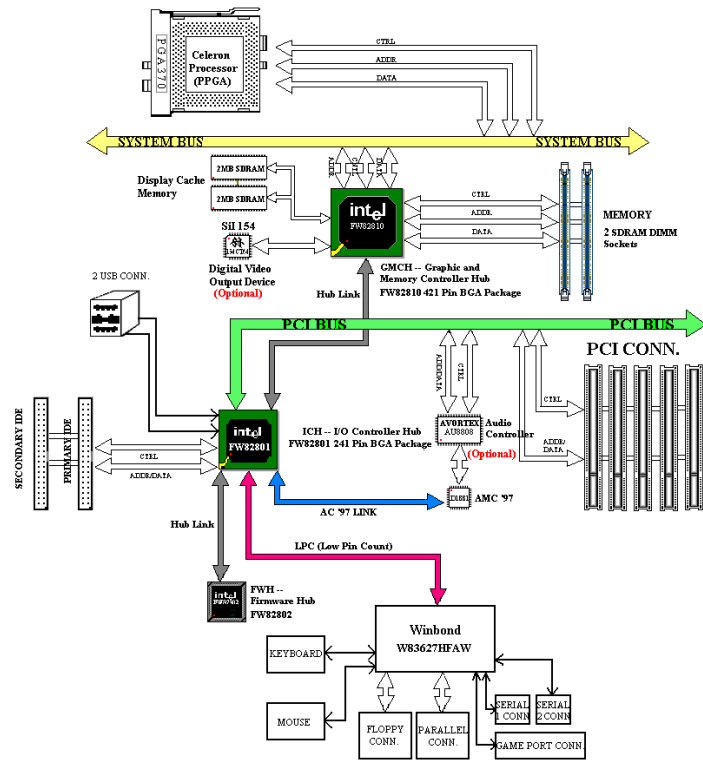 PGA370
Celeron
Processor
(PPGA)
CTRL
ADDR
DATA
SYSTEM BUS
SYSTEM BUS
ADDR
CNTL
DATA
Display Cache
Memory
2MB SDRAM
2MB SDRAM
intel
FW82810
CTRL
ADDR
DATA
MEMORY
2 SDRAM DIMM
Sockets
SiI 154
Digital Video
Output Device
(Optional)
GMCH -- Graphic and
Memory Controller Hub
FW82810 421 Pin BGA Package
Hub Link
2 USB CONN.
PCI BUS
PCI BUS
PCI CONN.
ADD/DATA
CTRL
CTRL
ADDR/
DATA
SECONDARY IDE
PRIMARY IDE
CTRL
ADDR/DATA
intel
FW82801
ICH -- I/O Controller Hub
FW82801 241 Pin BGA Package
AVORTEX
AU8808
Audio
Controller
(Optional)
AMC '97
AC '97 LINK
Hub Link
LPC (Low Pin Count)
intel
FWH --
Firmware Hub
FW82802
Winbond
W83627HFAW
KEYBOARD
MOUSE
FLOPPY
CONN.
PARALLEL
CONN.
SERIAL
1 CONN
SERIAL
2 CONN
GAME PORT CONN.